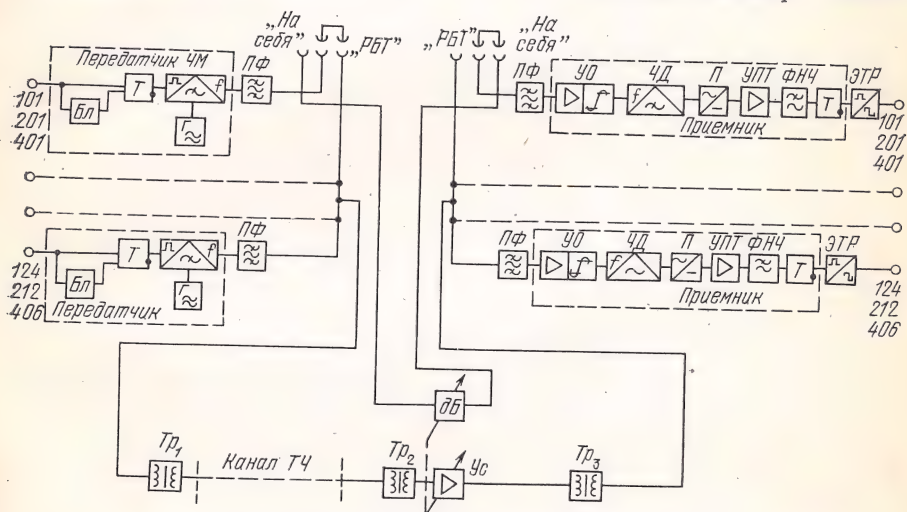 „На себя"
„РБТ"
Передатчик ЧМ
ПФ
Т
f
Бл
Г
101
201
401
ПФ
Т
f
Бл
Г
124
212
406
Передатчик
„РБТ"
„На себя"
ПФ
УО
ЧД
П
УПТ
ФНЧ
ЭТР
f
Т
Приемник
101
201
401
ПФ
УО
ЧД
П
УПТ
ФНЧ
ЭТР
f
Т
Приемник
124
212
406
дБ
Тр1
Канал ТЧ
Тр2
Ус
Тр3